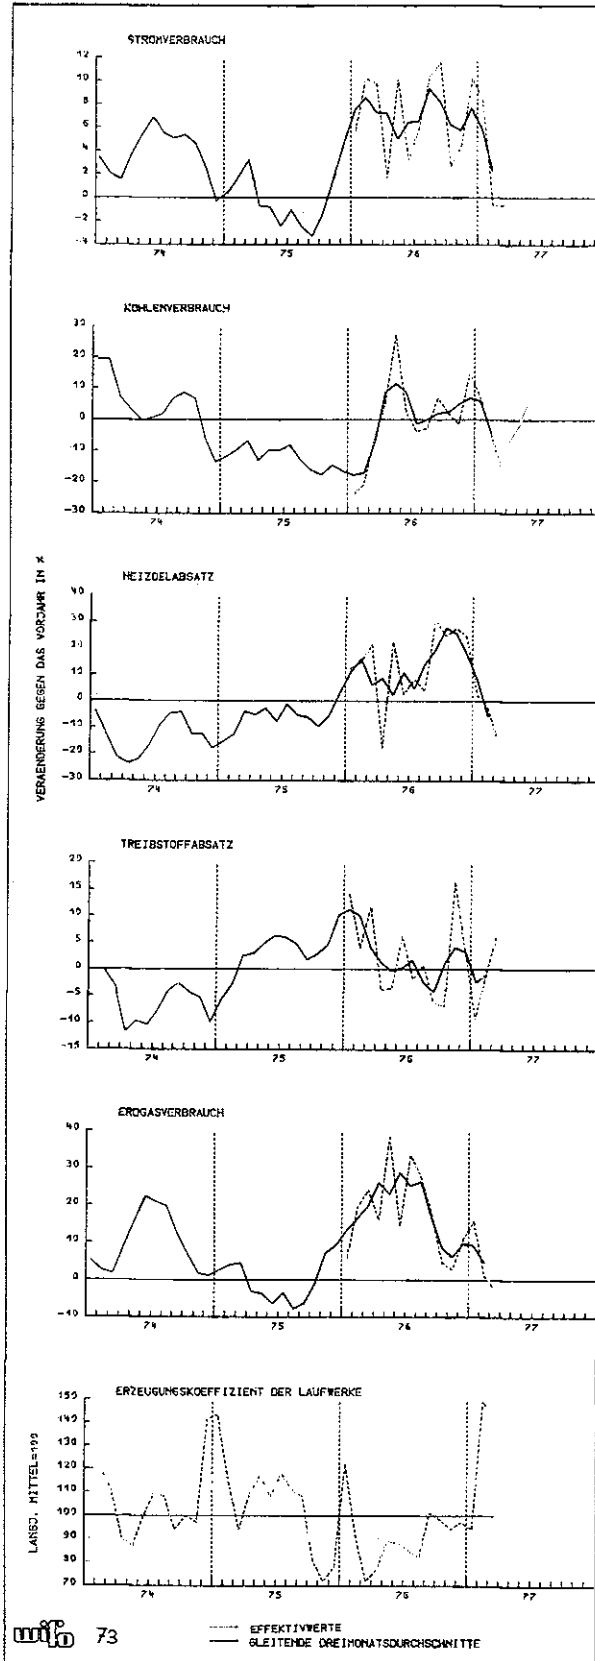 STROMVERBRAUCH
12
10
8
6
4
2
0
-2
-4
74 75 76 77
KOHLENVERBRAUCH
30
20
10
0
-10
-20
-30
74 75 76 77
VERAENDERUNG GEGEN DAS VORJAHR IN %
HEIZOELABSATZ
40
30
20
10
0
-10
-20
-30
74 75 76 77
TREIBSTOFFABSATZ
20
15
10
5
0
-5
-10
-15
74 75 76 77
ERDGASVERBRAUCH
40
30
20
10
0
-10
74 75 76 77
ERZEUGUNGSKOEFFIZIENT DER LAUFWERKE
LANGJ. MITTEL=100
150
140
130
120
110
100
90
80
70
74 75 76 77
wifo 73
EFFEKTIVWERTE
GLEITENDE DREIMONATSDURCHSCHNITTE